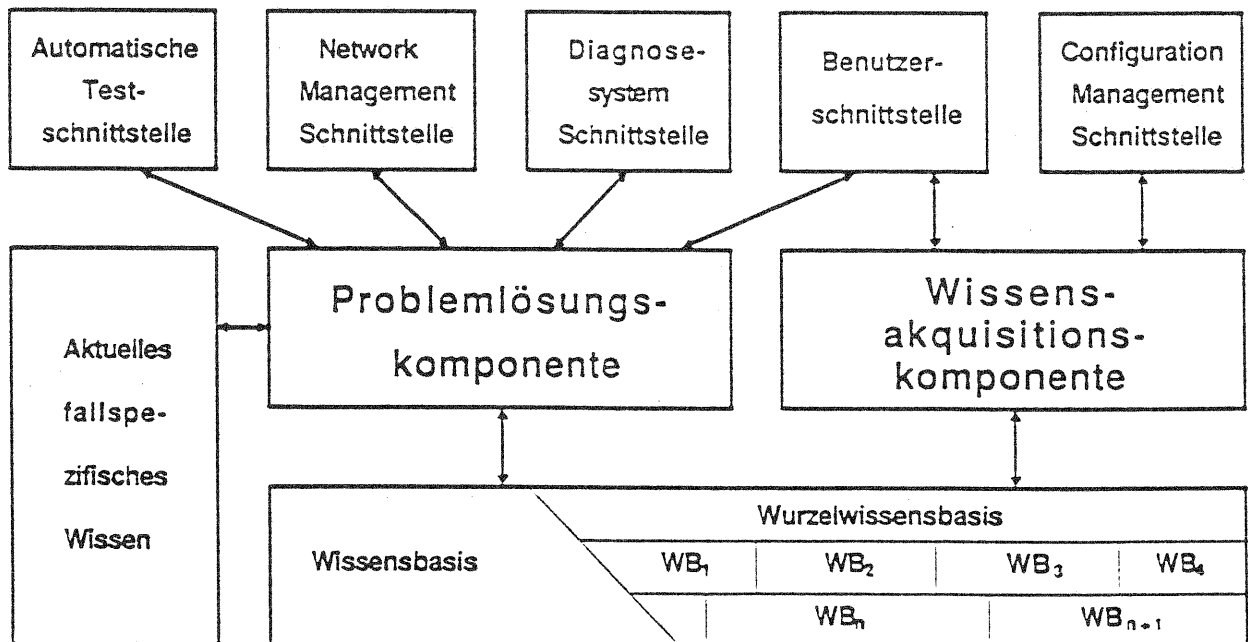 Automatische
Test-
schnittstelle
Network
Management
Schnittstelle
Diagnose-
system
Schnittstelle
Benutzer-
schnittstelle
Configuration
Management
Schnittstelle
Aktuelles
fallspe-
zifisches
Wissen
Problemlösungs-
komponente
Wissens-
akquisitions-
komponente
Wissensbasis
Wurzelwissensbasis
WB₁ WB₂ WB₃ WB₄
WBₙ WBₙ₊₁